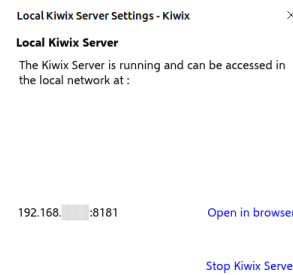 Local Kiwix Server Settings - Kiwix
Local Kiwix Server
The Kiwix Server is running and can be accessed in
the local network at :
192.168. :8181
Open in browser
Stop Kiwix Serve